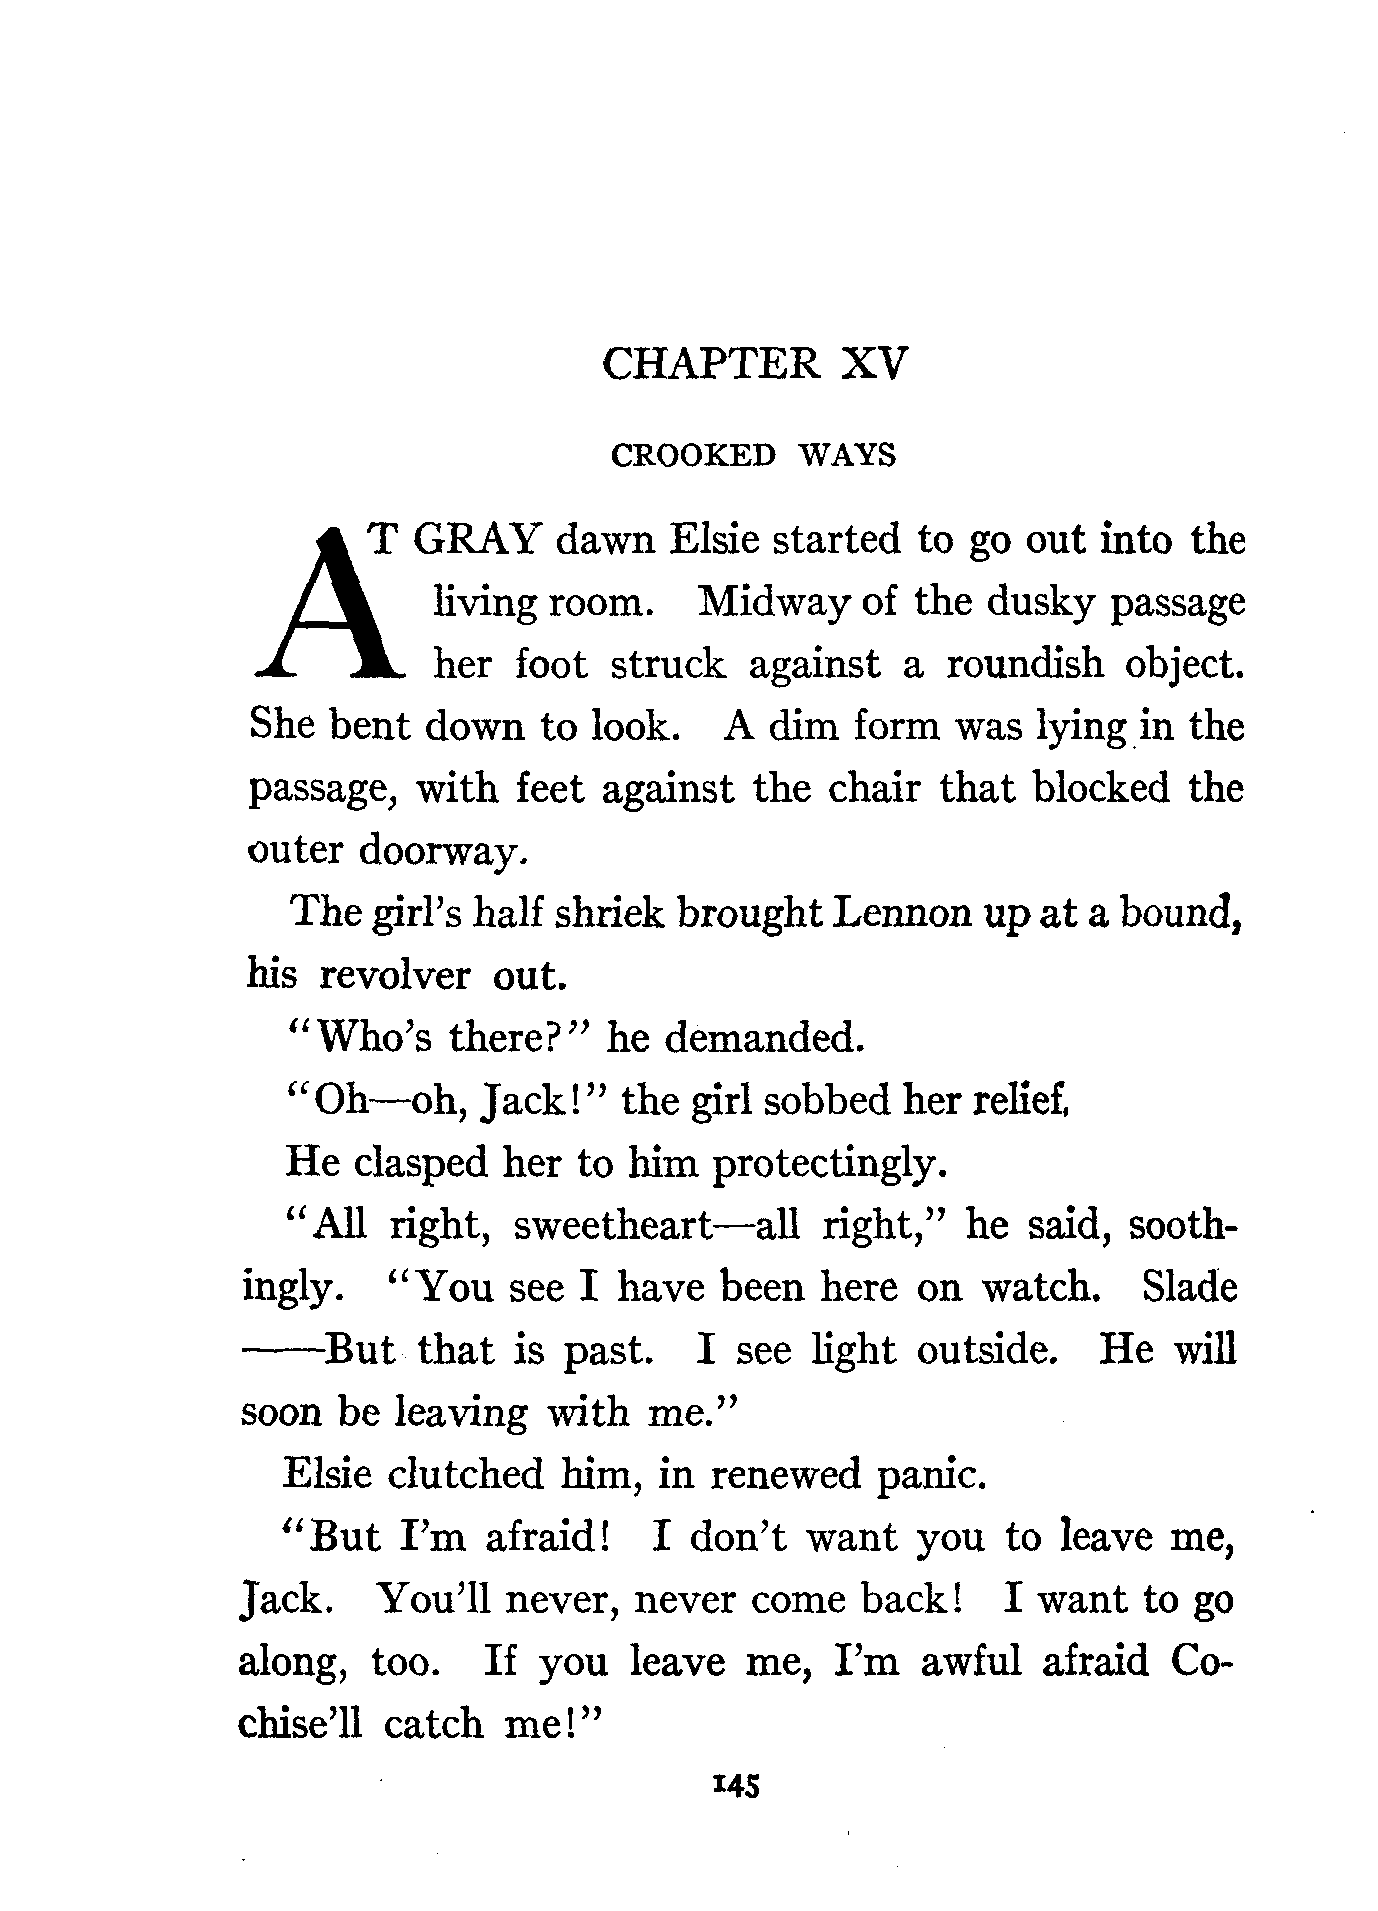 CHAPTER XV
CROOKED WAYS
AT GRAY dawn Elsie started to go out into the
living room. Midway of the dusky passage
her foot struck against a roundish object.
She bent down to look. A dim form was lying in the
passage, with feet against the chair that blocked the
outer doorway.
The girl's half shriek brought Lennon up at a bound,
his revolver out.
"Who's there?" he demanded.
"Oh—oh, Jack!" the girl sobbed her relief.
He clasped her to him protectingly.
"All right, sweetheart—all right," he said, sooth-
ingly. "You see I have been here on watch. Slade
——But that is past. I see light outside. He will
soon be leaving with me."
Elsie clutched him, in renewed panic.
"But I'm afraid! I don't want you to leave me,
Jack. You'll never, never come back! I want to go
along, too. If you leave me, I'm awful afraid Co-
chise'll catch me!"
145